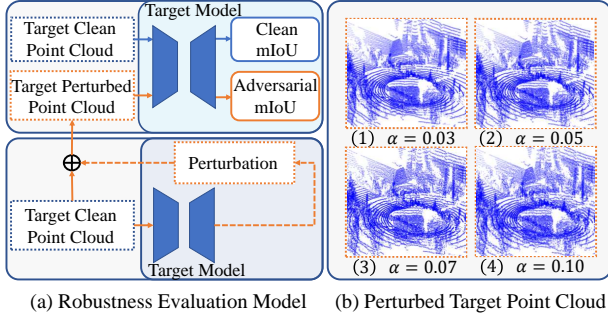 Target Model
Target Clean
Point Cloud
Clean
mIoU
Target Perturbed
Point Cloud
Adversarial
mIoU
Perturbation
Target Clean
Point Cloud
Target Model
(a) Robustness Evaluation Model
(1) α = 0.03
(2) α = 0.05
(3) α = 0.07
(4) α = 0.10
(b) Perturbed Target Point Cloud